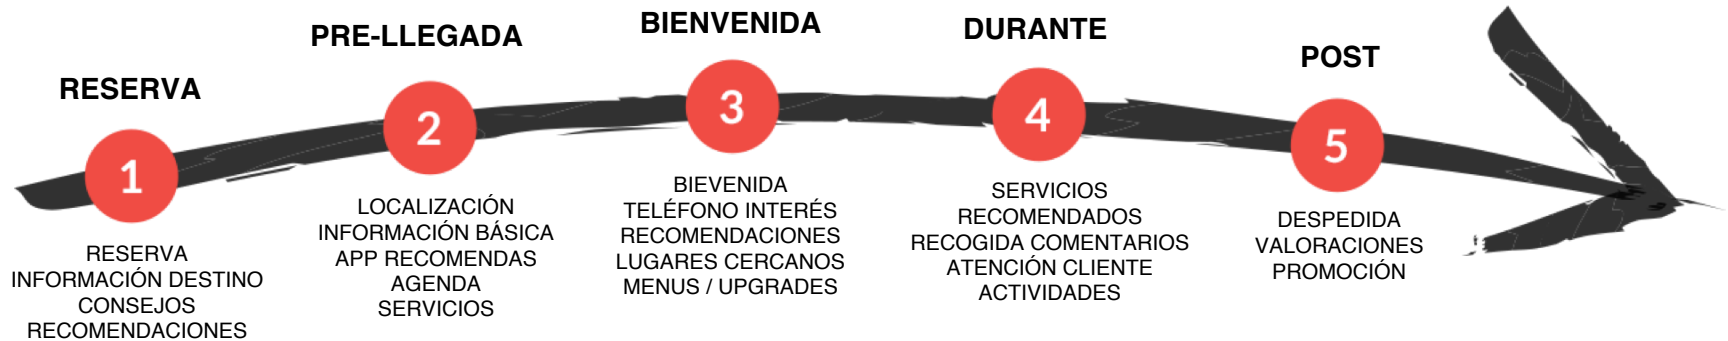 RESERVA
1
RESERVA
INFORMACIÓN DESTINO
CONSEJOS
RECOMENDACIONES
PRE-LLEGADA
2
LOCALIZACIÓN
INFORMACIÓN BÁSICA
APP RECOMENDAS
AGENDA
SERVICIOS
BIENVENIDA
3
BIEVENIDA
TELÉFONO INTERÉS
RECOMENDACIONES
LUGARES CERCANOS
MENUS / UPGRADES
DURANTE
4
SERVICIOS
RECOMENDADOS
RECOGIDA COMENTARIOS
ATENCIÓN CLIENTE
ACTIVIDADES
POST
5
DESPEDIDA
VALORACIONES
PROMOCIÓN